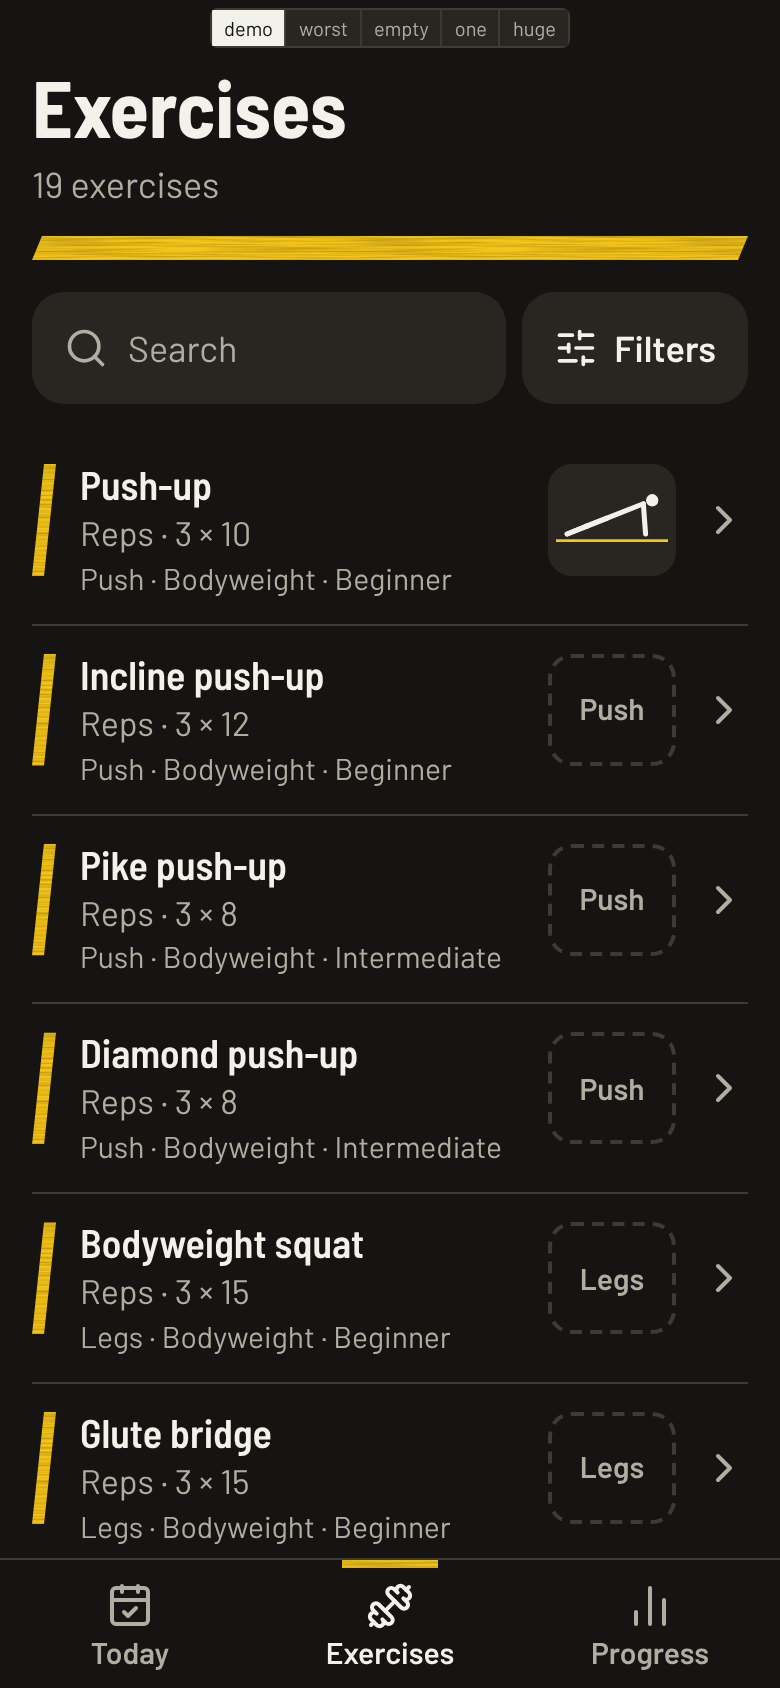 demo worst empty one huge
Exercises
19 exercises
Search
Filters
Push-up
Reps · 3 × 10
Push · Bodyweight · Beginner
Incline push-up
Reps · 3 × 12
Push · Bodyweight · Beginner
Push
Pike push-up
Reps · 3 × 8
Push · Bodyweight · Intermediate
Push
Diamond push-up
Reps · 3 × 8
Push · Bodyweight · Intermediate
Push
Bodyweight squat
Reps · 3 × 15
Legs · Bodyweight · Beginner
Legs
Glute bridge
Reps · 3 × 15
Legs · Bodyweight · Beginner
Legs
Today
Exercises
Progress